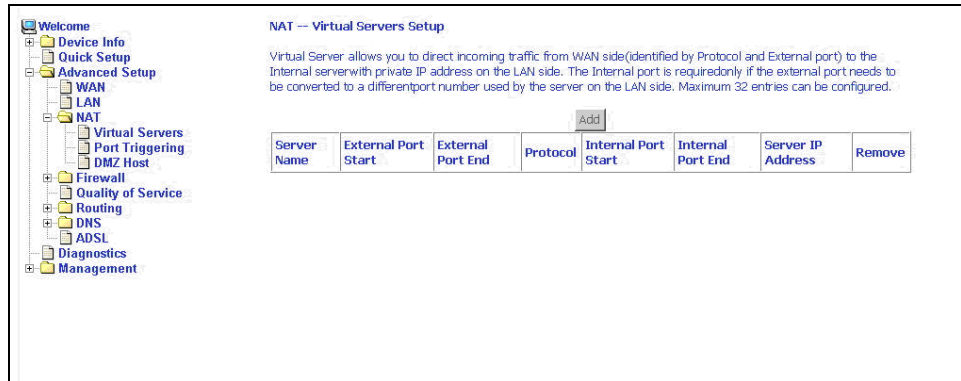 Welcome
Device Info
Quick Setup
Advanced Setup
WAN
LAN
NAT
Virtual Servers
Port Triggering
DMZ Host
Firewall
Quality of Service
Routing
DNS
ADSL
Diagnostics
Management
NAT -- Virtual Servers Setup
Virtual Server allows you to direct incoming traffic from WAN side(identified by Protocol and External port) to the
Internal serverwith private IP address on the LAN side. The Internal port is requiredonly if the external port needs to
be converted to a differentport number used by the server on the LAN side. Maximum 32 entries can be configured.
Add
Server Name External Port Start External Port End Protocol Internal Port Start Internal Port End Server IP Address Remove